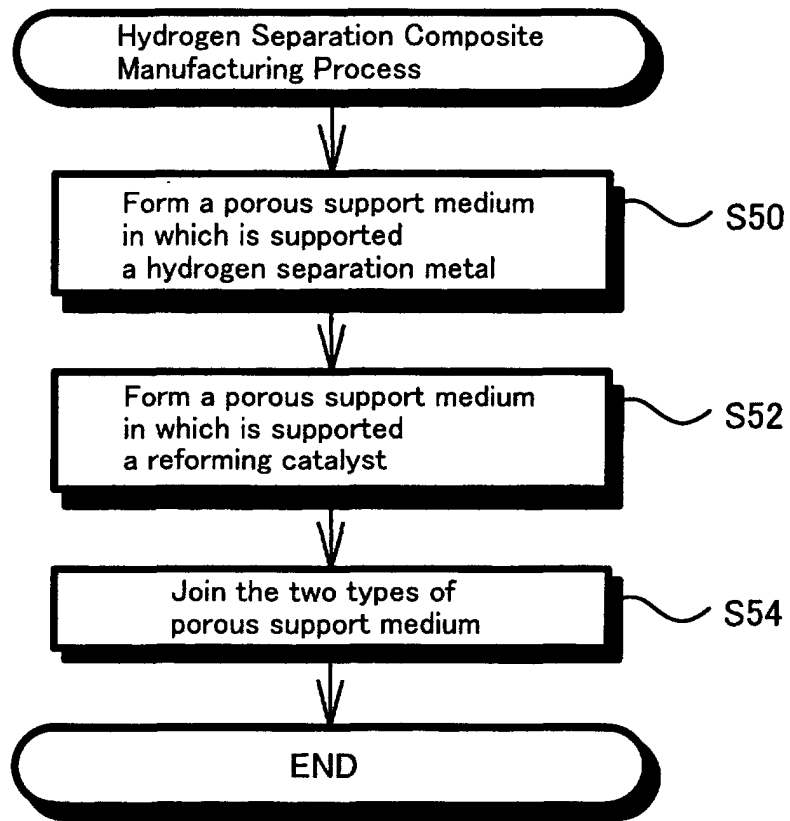 Hydrogen Separation Composite
Manufacturing Process
Form a porous support medium
in which is supported
a hydrogen separation metal
S50
Form a porous support medium
in which is supported
a reforming catalyst
S52
Join the two types of
porous support medium
S54
END